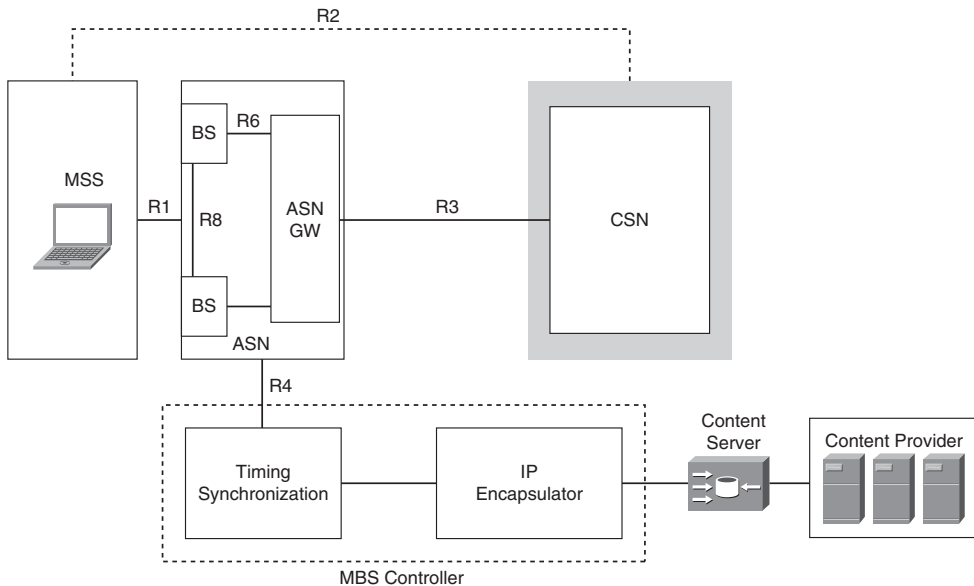 R2
BS
R6
MSS
R1
R8
ASN
GW
R3
CSN
BS
ASN
R4
Timing
Synchronization
IP
Encapsulator
MBS Controller
Content
Server
Content Provider